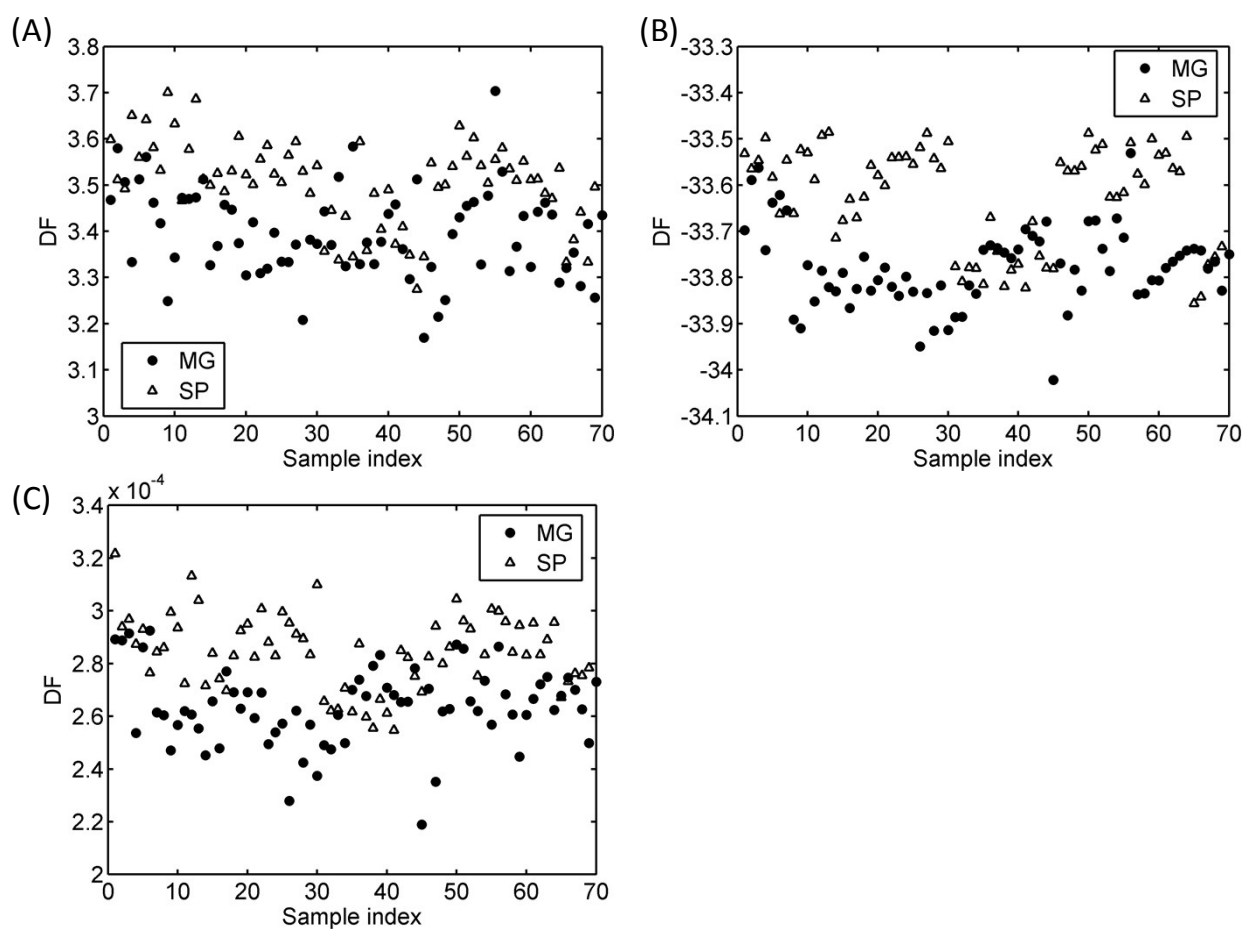 (A)
3.8
3.7
3.6
3.5
3.4
3.3
3.2
3.1
3
DF
MG
SP
0 10 20 30 40 50 60 70
Sample index
(B)
-33.3
-33.4
-33.5
-33.6
-33.7
-33.8
-33.9
-34
-34.1
DF
MG
SP
0 10 20 30 40 50 60 70
Sample index
(C)
x 10-4
3.4
3.2
3
2.8
2.6
2.4
2.2
2
DF
MG
SP
0 10 20 30 40 50 60 70
Sample index